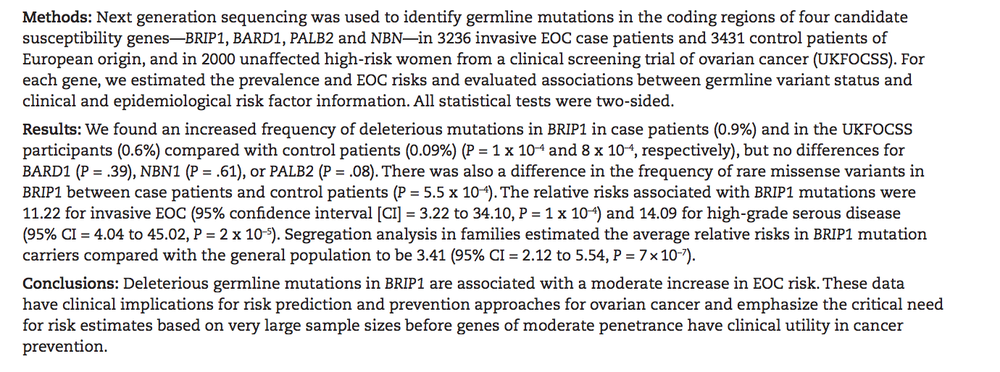 Methods: Next generation sequencing was used to identify germline mutations in the coding regions of four candidate
susceptibility genes—BRIP1, BARD1, PALB2 and NBN—in 3236 invasive EOC case patients and 3431 control patients of
European origin, and in 2000 unaffected high-risk women from a clinical screening trial of ovarian cancer (UKFOCSS). For
each gene, we estimated the prevalence and EOC risks and evaluated associations between germline variant status and
clinical and epidemiological risk factor information. All statistical tests were two-sided.
Results: We found an increased frequency of deleterious mutations in BRIP1 in case patients (0.9%) and in the UKFOCSS
participants (0.6%) compared with control patients (0.09%) (P = 1 x 10⁻⁴ and 8 x 10⁻⁴, respectively), but no differences for
BARD1 (P = .39), NBN1 (P = .61), or PALB2 (P = .08). There was also a difference in the frequency of rare missense variants in
BRIP1 between case patients and control patients (P = 5.5 x 10⁻⁴). The relative risks associated with BRIP1 mutations were
11.22 for invasive EOC (95% confidence interval [CI] = 3.22 to 34.10, P = 1 x 10⁻⁴) and 14.09 for high-grade serous disease
(95% CI = 4.04 to 45.02, P = 2 x 10⁻⁵). Segregation analysis in families estimated the average relative risks in BRIP1 mutation
carriers compared with the general population to be 3.41 (95% CI = 2.12 to 5.54, P = 7 × 10⁻⁷).
Conclusions: Deleterious germline mutations in BRIP1 are associated with a moderate increase in EOC risk. These data
have clinical implications for risk prediction and prevention approaches for ovarian cancer and emphasize the critical need
for risk estimates based on very large sample sizes before genes of moderate penetrance have clinical utility in cancer
prevention.